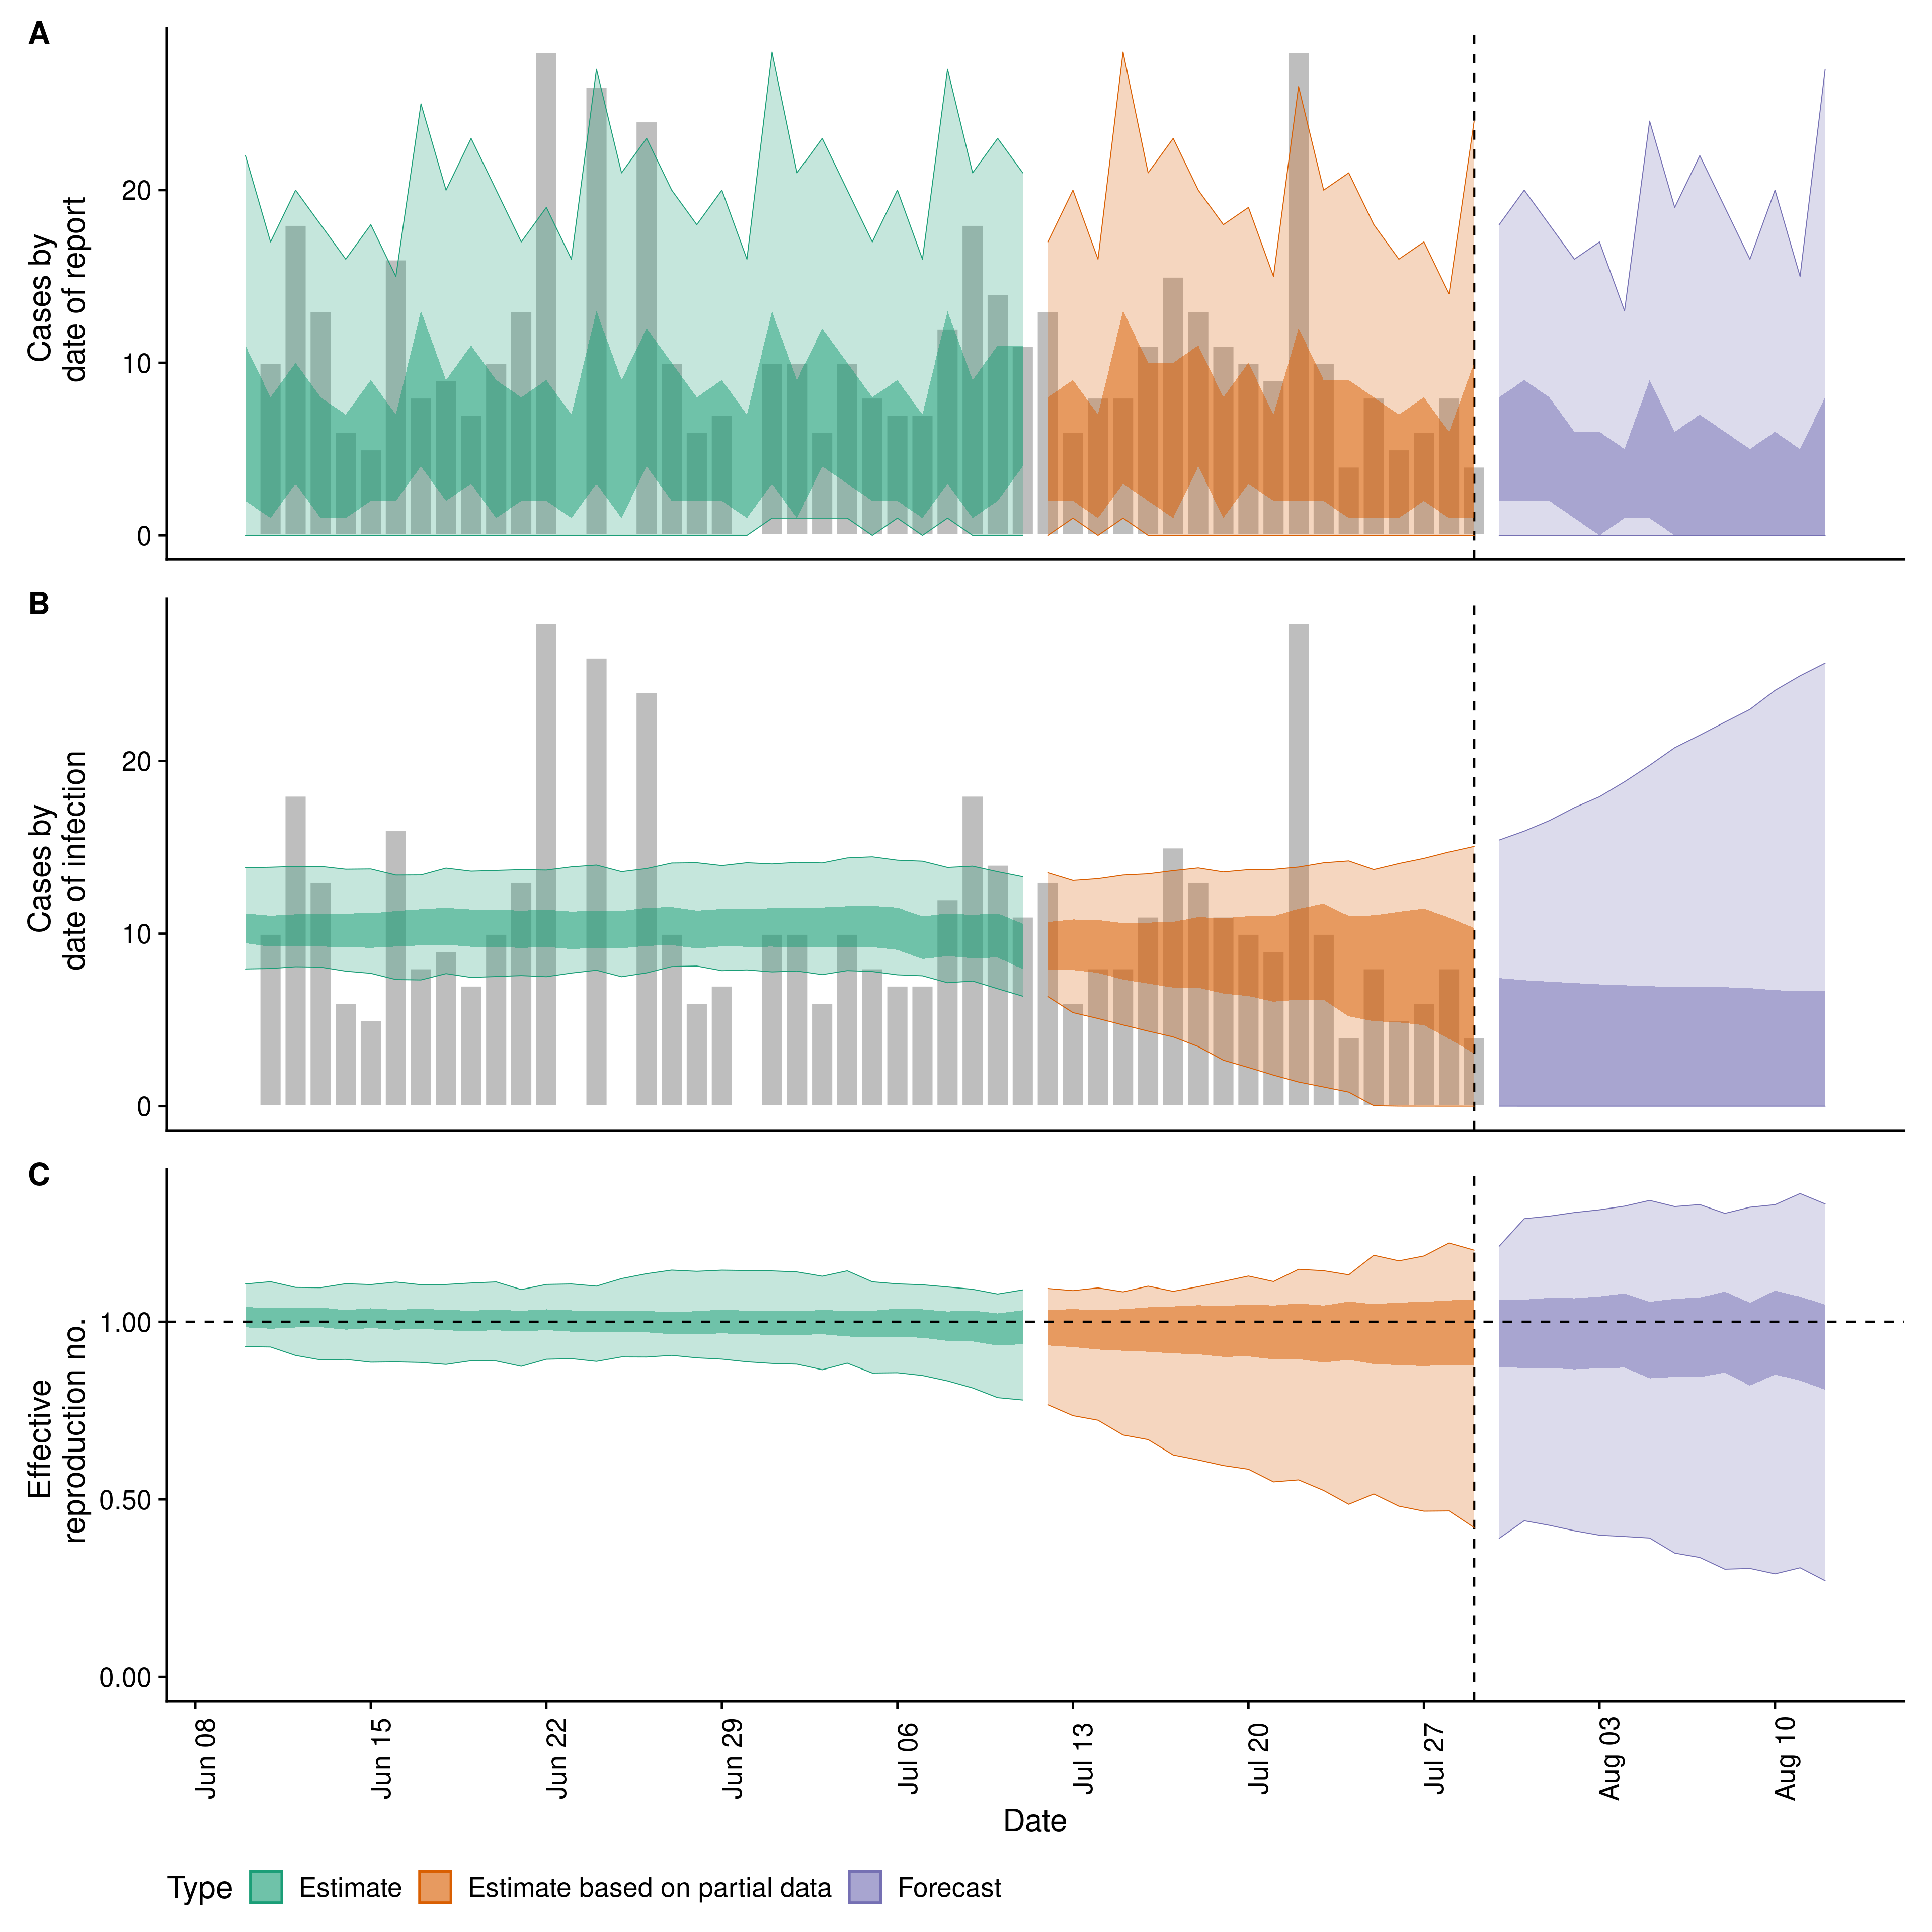 A
Cases by
date of report
20
10
0
B
Cases by
date of infection
20
10
0
C
Effective
reproduction no.
1.00
0.50
0.00
Jun 08
Jun 15
Jun 22
Jun 29
Jul 06
Jul 13
Jul 20
Jul 27
Aug 03
Aug 10
Date
Type Estimate Estimate based on partial data Forecast